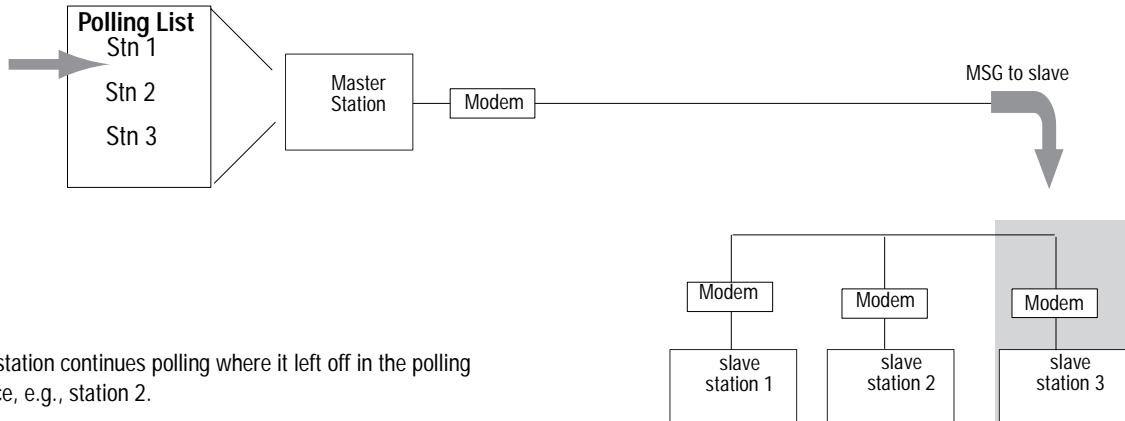 Polling List
Stn 1
Stn 2
Stn 3
Master
Station
Modem
MSG to slave
Modem
Modem
Modem
slave
station 1
slave
station 2
slave
station 3
station continues polling where it left off in the polling
e.g., station 2.